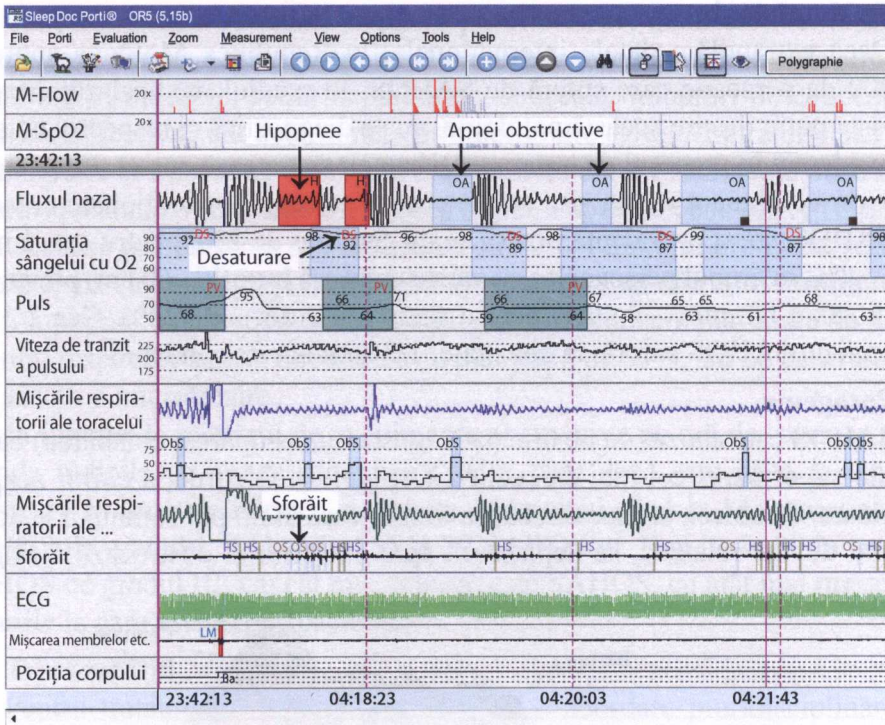 SleepDoc Porti® OR5 (5,15b)
File Porti Evaluation Zoom Measurement View Options Tools Help
Polygraphie
M-Flow 20x
M-SpO2 20x
Hipopnee Apnei obstructive
23:42:13
Fluxul nazal H H OA OA OA OA
Saturația sângelui cu O2
90 80 70 60
92 DS 98 DS 92 96 98 DS 89 98 DS 87 99 DS 87 98
Desaturare
Puls
90 70 50
68 PV 95 63 66 64 PV 71 59 66 64 PV 67 58 65 63 65 61 68 63
Viteza de tranzit a pulsului
225 200 175
Mișcările respira-
torii ale toracelui
75 50 25
ObS ObS ObS ObS ObS ObS ObS
Mișcările respi-
ratorii ale ...
Sforăit
Sforăit
HS HS OS OS OS HS HS HS HS OS HS HS OS HS
ECG
Mișcarea membrelor etc. LM
Poziția corpului Ba
23:42:13 04:18:23 04:20:03 04:21:43